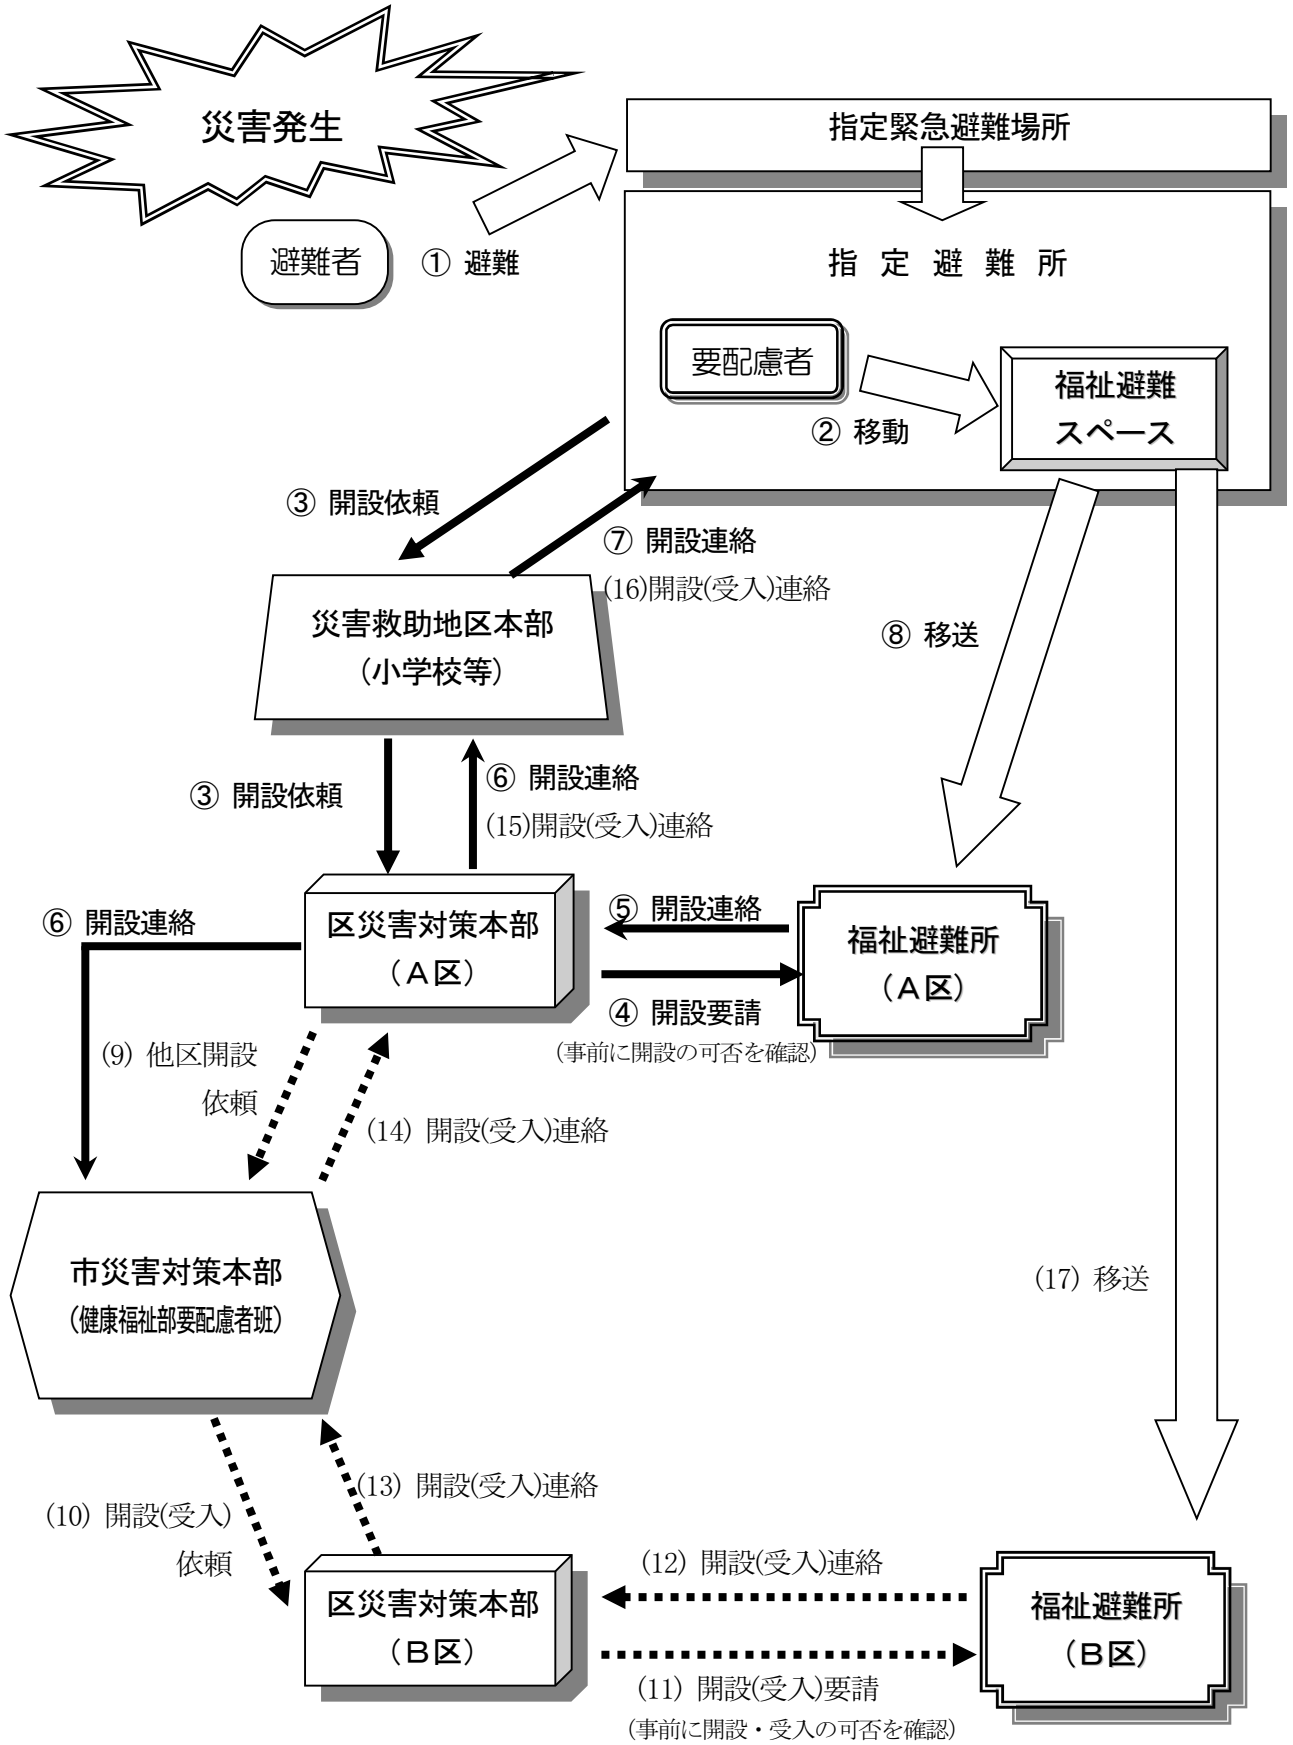 災害発生
指定緊急避難場所
避難者
① 避難
指 定 避 難 所
要配慮者
福祉避難
スペース
② 移動
③ 開設依頼
⑦ 開設連絡
(16)開設(受入)連絡
災害救助地区本部
（小学校等）
⑧ 移送
③ 開設依頼
⑥ 開設連絡
(15)開設(受入)連絡
⑥ 開設連絡
区災害対策本部
（Ａ区）
⑤ 開設連絡
④ 開設要請
（事前に開設の可否を確認）
福祉避難所
（Ａ区）
(9) 他区開設
依頼
(14) 開設(受入)連絡
市災害対策本部
（健康福祉部要配慮者班）
(17) 移送
(10) 開設(受入)
依頼
(13) 開設(受入)連絡
区災害対策本部
（Ｂ区）
(12) 開設(受入)連絡
(11) 開設(受入)要請
（事前に開設・受入の可否を確認）
福祉避難所
（Ｂ区）